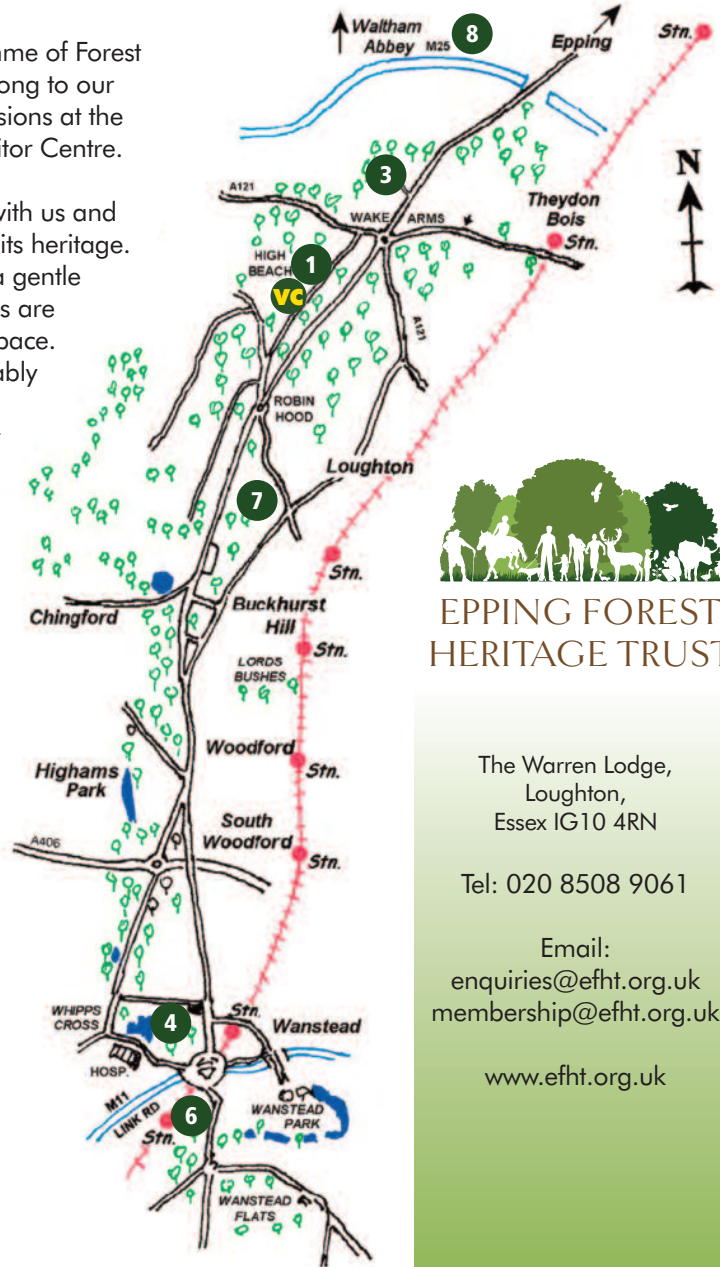 me of Forest
ong to our
sions at the
itor Centre.
with us and
its heritage.
a gentle
s are
pace.
ably
Waltham
Abbey
M25
8
Epping
Stn.
3
A121
WAKE ARMS
Theydon
Bois
Stn.
N
HIGH
BEACH
1
VC
A121
ROBIN
HOOD
Loughton
7
Stn.
Chingford
Buckhurst
Hill
Stn.
LORDS
BUSHES
Woodford
Stn.
Highams
Park
South
Woodford
A406
Stn.
WHIPPS
CROSS
4
Stn.
Wanstead
HOSP.
M11
LINK RD
6
Stn.
WANSTEAD
PARK
WANSTEAD
FLATS
EPPING FOREST
HERITAGE TRUST
The Warren Lodge,
Loughton,
Essex IG10 4RN
Tel: 020 8508 9061
Email:
enquiries@efht.org.uk
membership@efht.org.uk
www.efht.org.uk